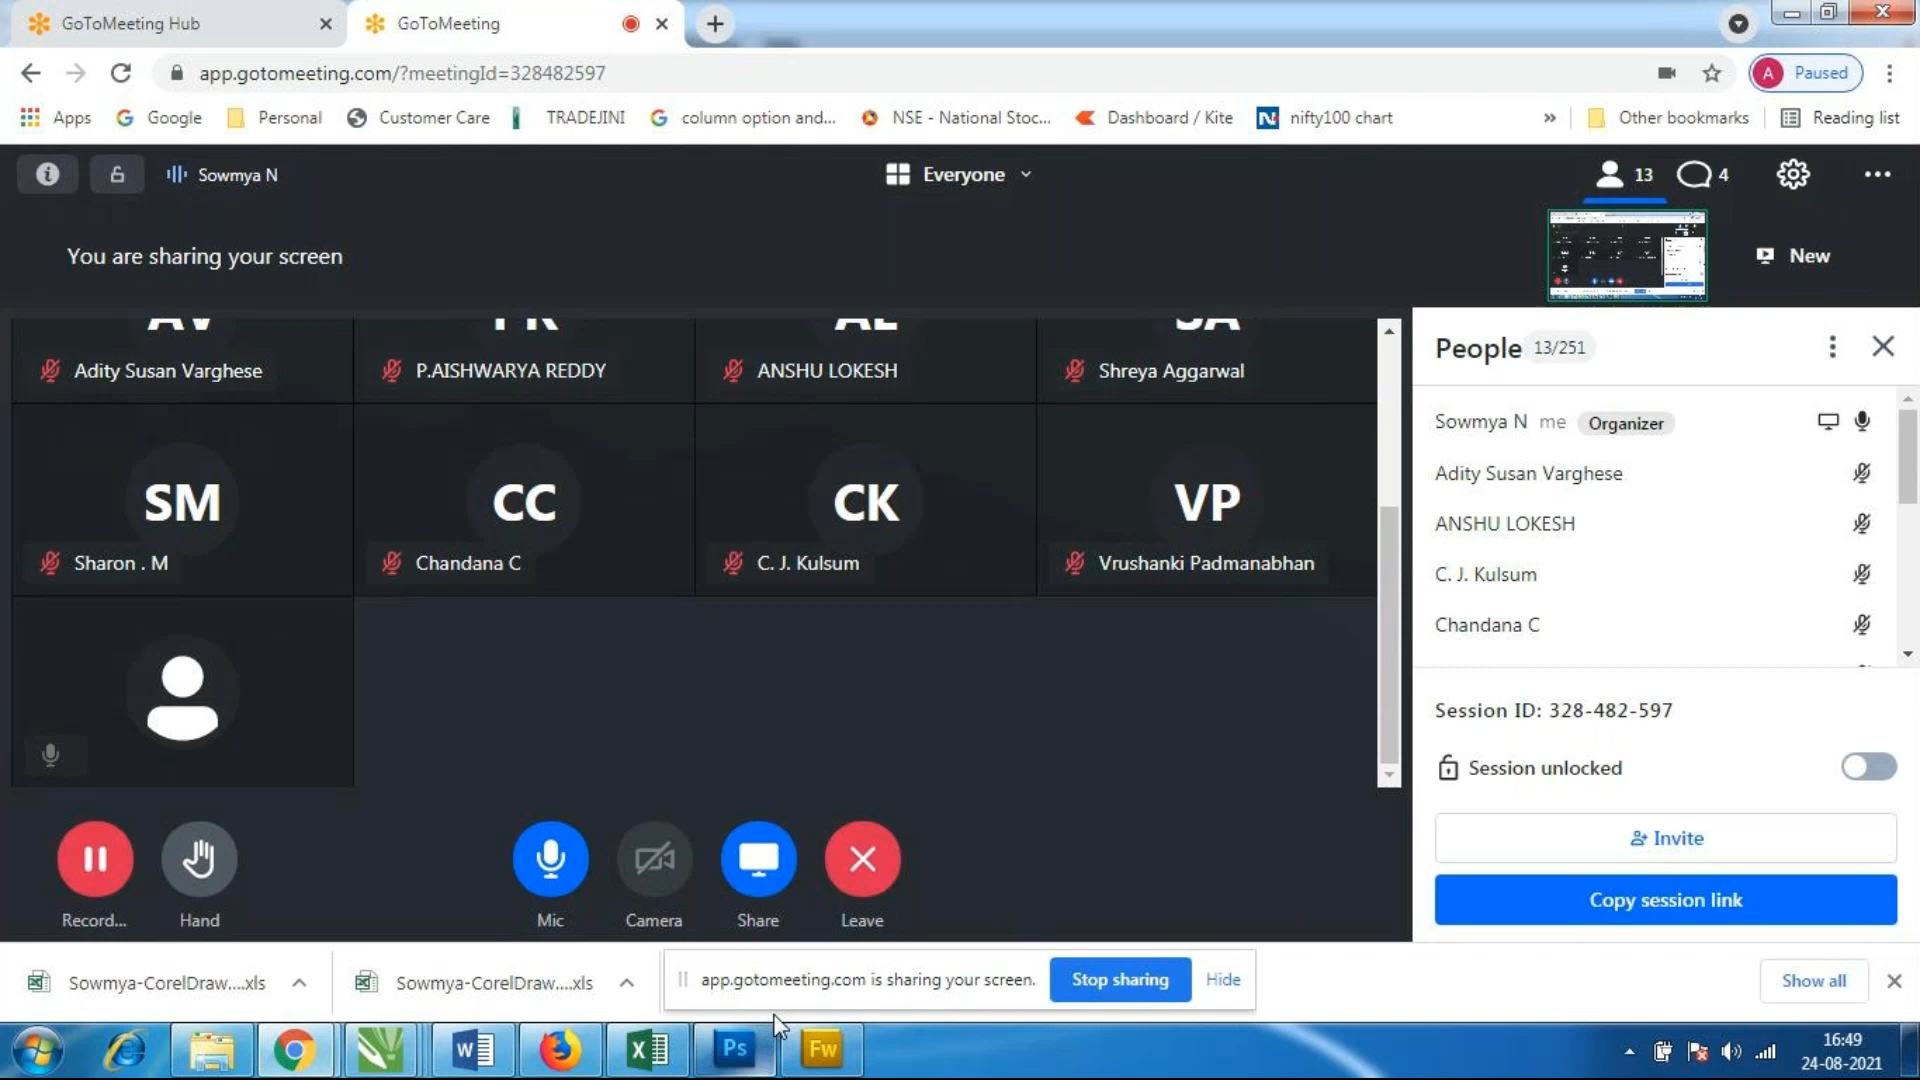 GoToMeeting Hub
GoToMeeting
app.gotomeeting.com/?meetingId=328482597
A Paused
Apps
Google
Personal
Customer Care
TRADEJINI
column option and...
NSE - National Stoc...
Dashboard / Kite
nifty100 chart
»
Other bookmarks
Reading list
Sowmya N
Everyone
13
4
You are sharing your screen
New
Adity Susan Varghese
P.AISHWARYA REDDY
ANSHU LOKESH
Shreya Aggarwal
SM
CC
CK
VP
Sharon . M
Chandana C
C. J. Kulsum
Vrushanki Padmanabhan
People 13/251
Sowmya N me Organizer
Adity Susan Varghese
ANSHU LOKESH
C. J. Kulsum
Chandana C
Session ID: 328-482-597
Session unlocked
Invite
Copy session link
Record...
Hand
Mic
Camera
Share
Leave
Sowmya-CorelDraw....xls
Sowmya-CorelDraw....xls
app.gotomeeting.com is sharing your screen.
Stop sharing
Hide
Show all
W
X
Ps
Fw
16:49
24-08-2021